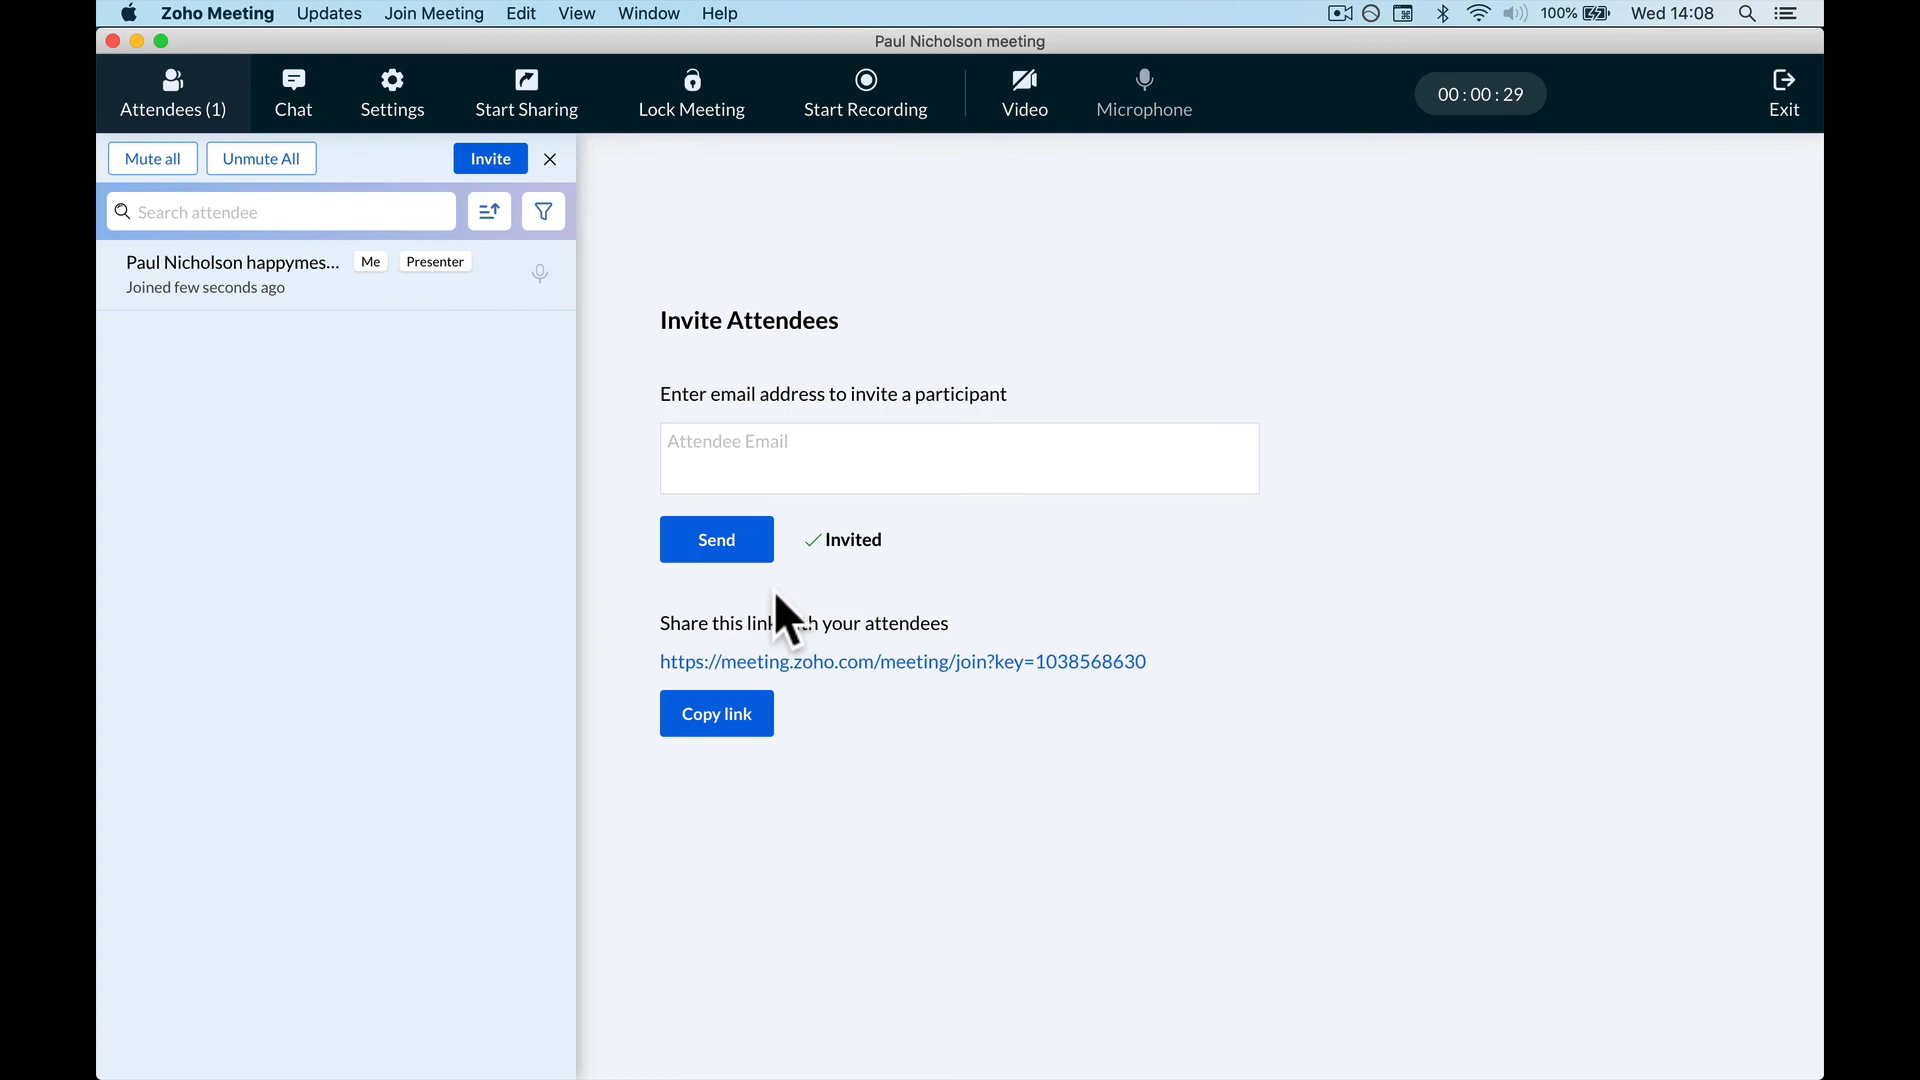 Zoho Meeting Updates Join Meeting Edit View Window Help 100% Wed 14:08
Paul Nicholson meeting
Attendees (1) Chat Settings Start Sharing Lock Meeting Start Recording Video Microphone 00 : 00 : 29 Exit
Mute all Unmute All Invite
Search attendee
Paul Nicholson happymes... Me Presenter
Joined few seconds ago
Invite Attendees
Enter email address to invite a participant
Attendee Email
Send Invited
Share this link with your attendees
https://meeting.zoho.com/meeting/join?key=1038568630
Copy link